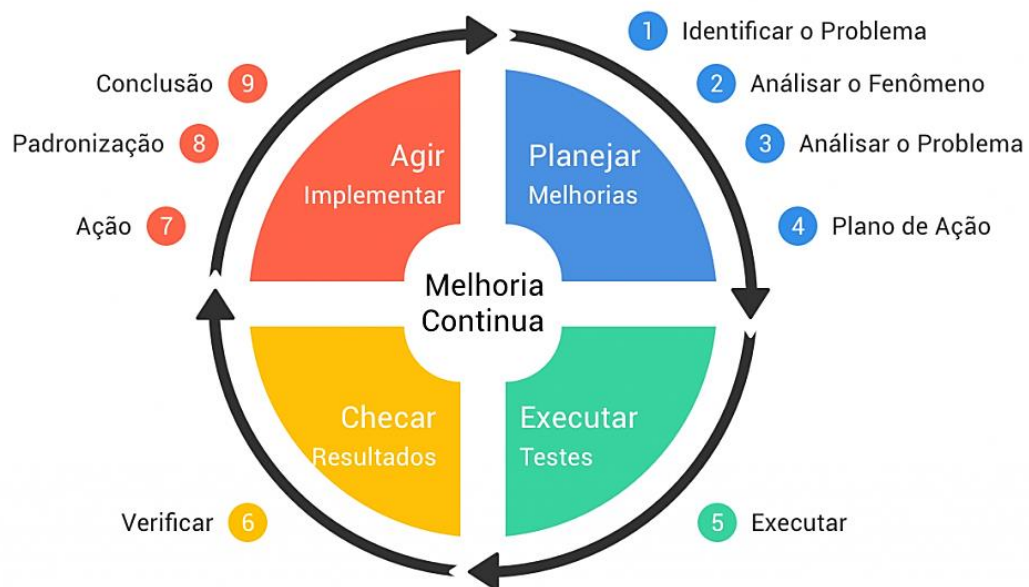 1 Identificar o Problema
2 Análisar o Fenômeno
3 Análisar o Problema
4 Plano de Ação
5 Executar
Verificar 6
Ação 7
Padronização 8
Conclusão 9
Agir
Implementar
Planejar
Melhorias
Melhoria
Continua
Checar
Resultados
Executar
Testes